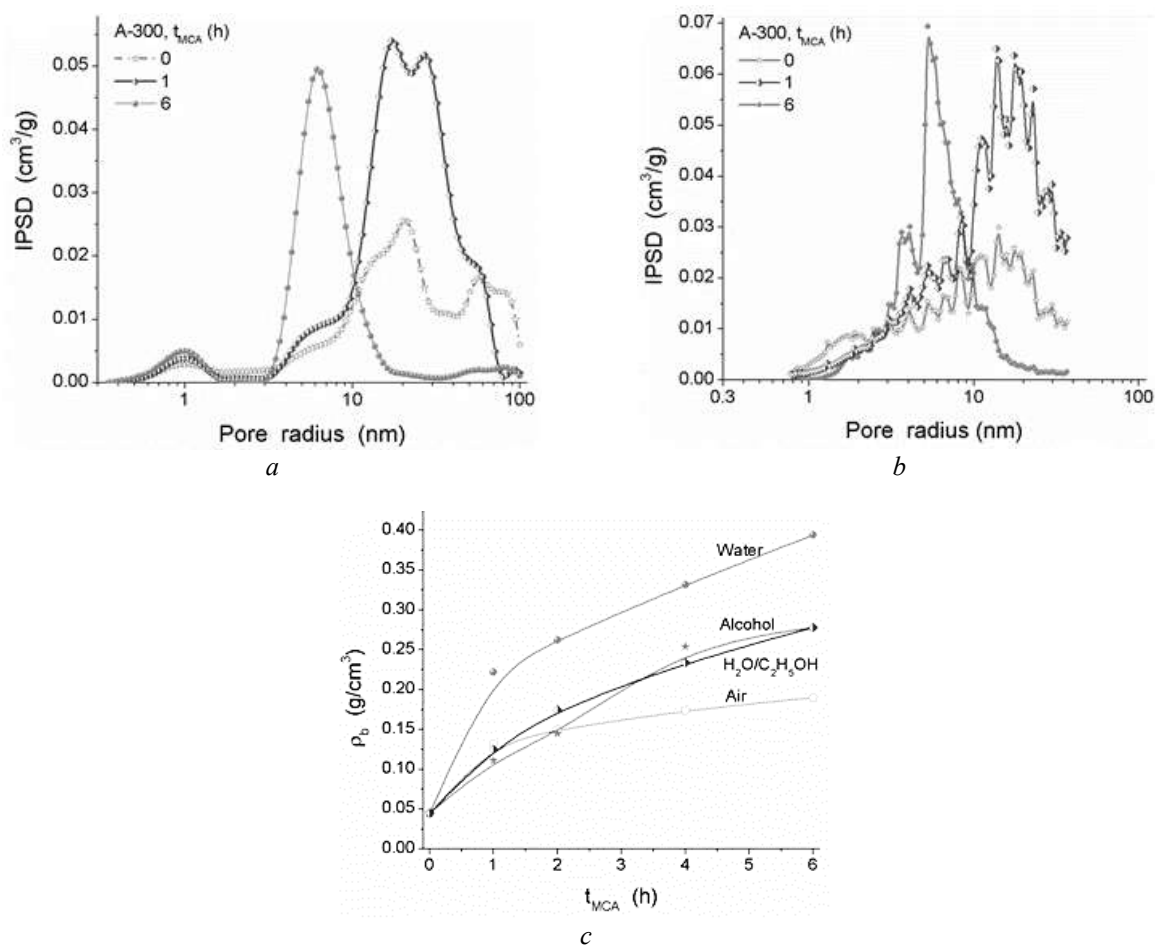 A-300, t_MCA (h)
0
1
6
0.05
0.04
0.03
0.02
0.01
0.00
IPSD (cm³/g)
1
10
100
Pore radius (nm)
a
A-300, t_MCA (h)
0
1
6
0.07
0.06
0.05
0.04
0.03
0.02
0.01
0.00
IPSD (cm³/g)
0.3
1
10
100
Pore radius (nm)
b
0.40
0.35
0.30
0.25
0.20
0.15
0.10
0.05
0.00
ρ_b (g/cm³)
Water
Alcohol
H₂O/C₂H₅OH
Air
0 1 2 3 4 5 6
t_MCA (h)
c